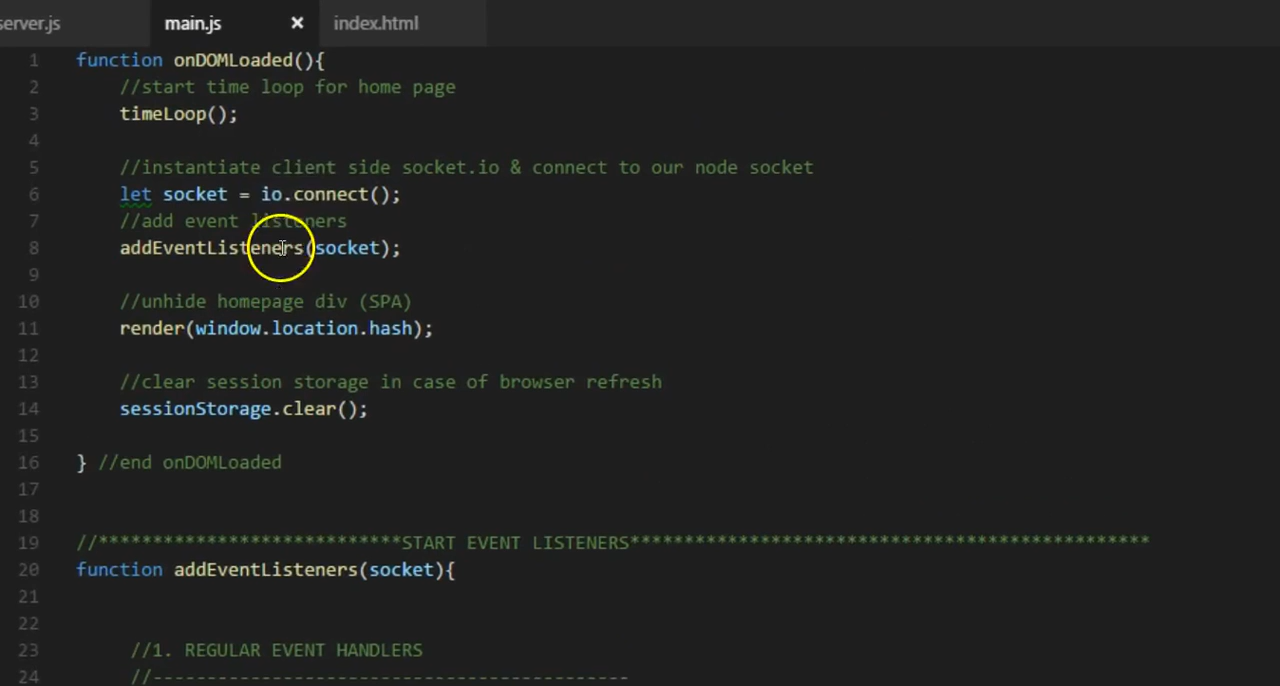 server.js main.js × index.html
1 function onDOMLoaded(){
2 //start time loop for home page
3 timeLoop();
4
5 //instantiate client side socket.io & connect to our node socket
6 let socket = io.connect();
7 //add event listeners
8 addEventListeners(socket);
9
10 //unhide homepage div (SPA)
11 render(window.location.hash);
12
13 //clear session storage in case of browser refresh
14 sessionStorage.clear();
15
16 } //end onDOMLoaded
17
18
19 //****************************START EVENT LISTENERS************************************************
20 function addEventListeners(socket){
21
22
23 //1. REGULAR EVENT HANDLERS
24 //--------------------------------------------